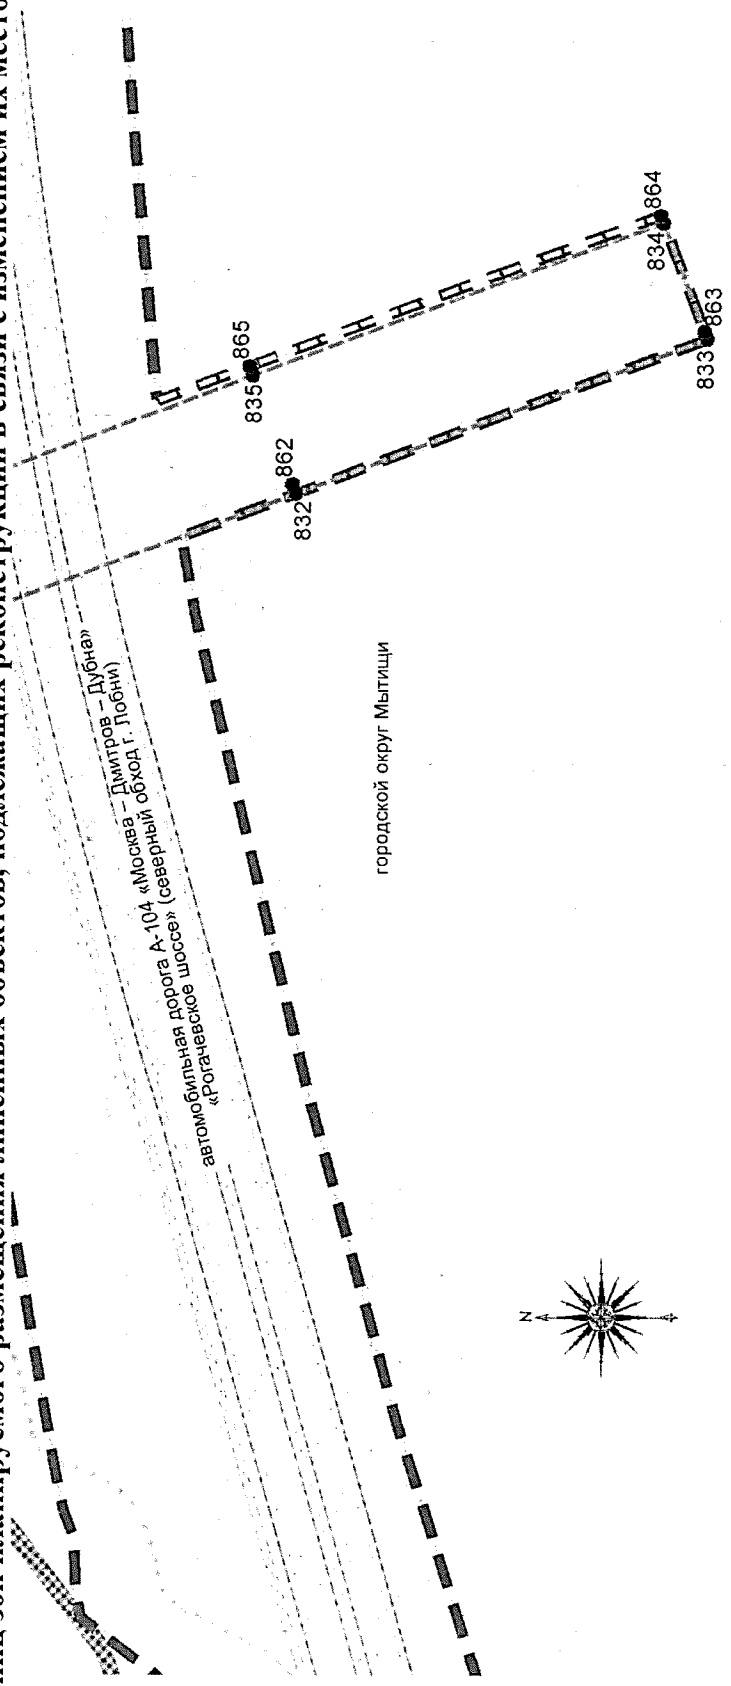 зон планируемого размещения линейных объектов, подлежащих реконструкции в связи с изменением их
автомобильная дорога А-104 «Москва – Дмитров – Дубна»
«Рогачевское шоссе» (северный обход г. Лобни)
городской округ Мытищи
832
862
835
865
833
863
834
864
N